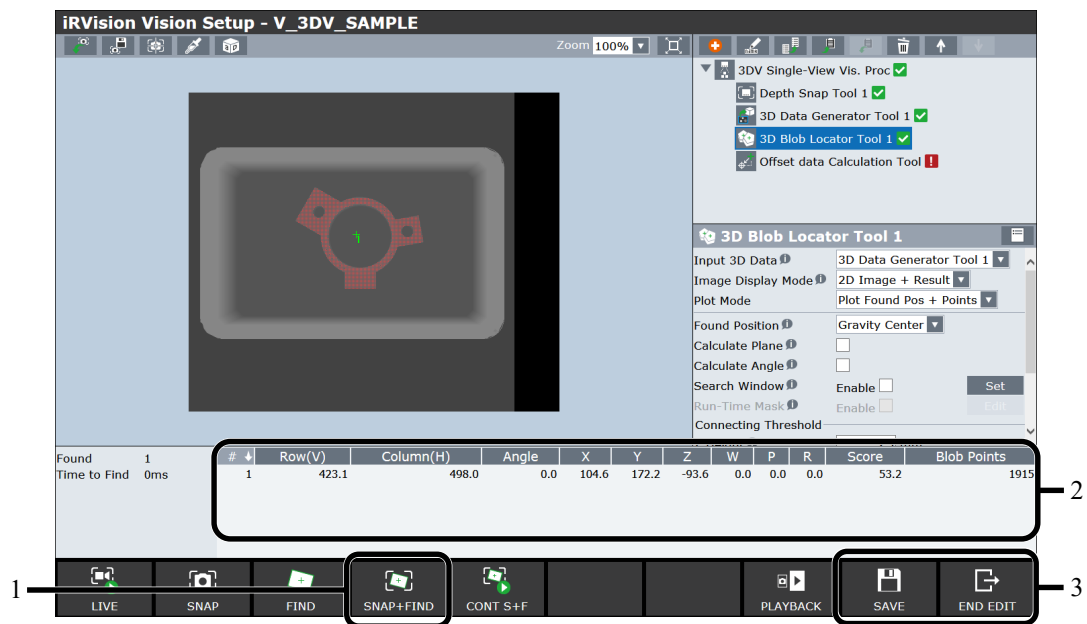 iRVision Vision Setup - V_3DV_SAMPLE
Zoom 100%
3DV Single-View Vis. Proc
Depth Snap Tool 1
3D Data Generator Tool 1
3D Blob Locator Tool 1
Offset data Calculation Tool
3D Blob Locator Tool 1
Input 3D Data 3D Data Generator Tool 1
Image Display Mode 2D Image + Result
Plot Mode Plot Found Pos + Points
Found Position Gravity Center
Calculate Plane
Calculate Angle
Search Window Enable Set
Run-Time Mask Enable Edit
Connecting Threshold
Found 1
Time to Find 0ms
# Row(V) Column(H) Angle X Y Z W P R Score Blob Points
1 423.1 498.0 0.0 104.6 172.2 -93.6 0.0 0.0 0.0 53.2 1915
2
1
LIVE SNAP FIND SNAP+FIND CONT S+F PLAYBACK SAVE END EDIT
3